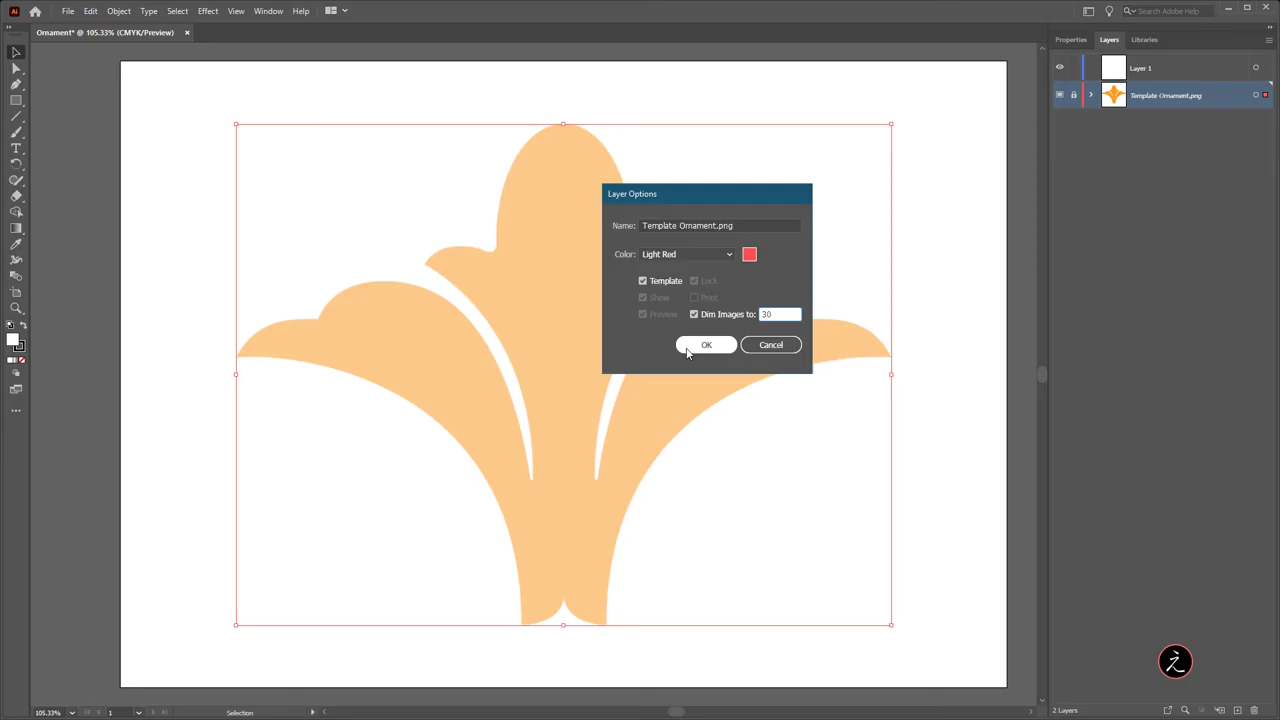 Ai File Edit Object Type Select Effect View Window Help Search Adobe Help
Ornament* @ 105.33% (CMYK/Preview) ×
Properties Layers Libraries
Layer 1
Template Ornament.png
Layer Options
Name: Template Ornament.png
Color: Light Red
Template Lock
Show Print
Preview Dim Images to: 30
OK Cancel
105.33% 1 Selection 2 Layers